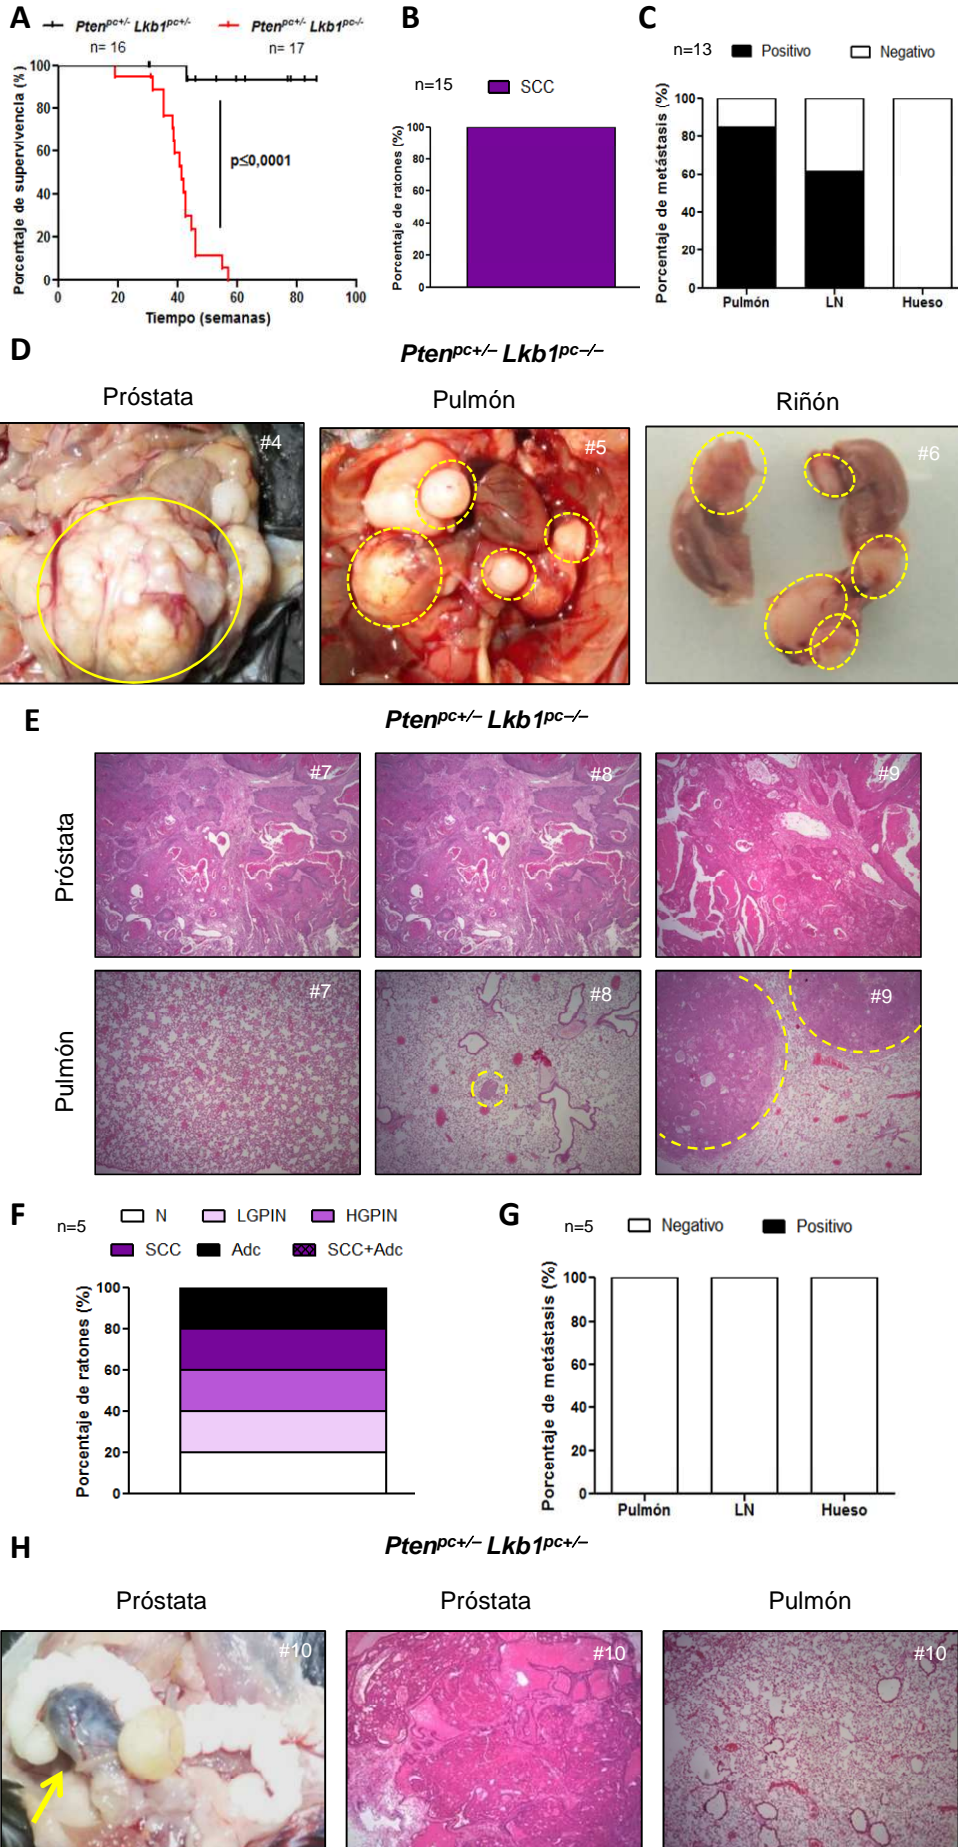 A
Pten^pc+/- Lkb1^pc+/-
Pten^pc+/- Lkb1^pc-/-
n= 16
n= 17
Porcentaje de supervivencia (%)
100
80
60
40
20
0
p≤0,0001
0 20 40 60 80 100
Tiempo (semanas)
B
n=15
SCC
Porcentaje de ratones (%)
100
80
60
40
20
0
C
n=13
Positivo
Negativo
Porcentaje de metástasis (%)
100
80
60
40
20
0
Pulmón LN Hueso
D
Pten^pc+/– Lkb1^pc–/–
Próstata
Pulmón
Riñón
#4
#5
#6
E
Pten^pc+/– Lkb1^pc–/–
Próstata
#7
#8
#9
Pulmón
#7
#8
#9
F
n=5
N
LGPIN
HGPIN
SCC
Adc
SCC+Adc
Porcentaje de ratones (%)
100
80
60
40
20
0
G
n=5
Negativo
Positivo
Porcentaje de metástasis (%)
100
80
60
40
20
0
Pulmón LN Hueso
H
Pten^pc+/– Lkb1^pc+/–
Próstata
Próstata
Pulmón
#10
#10
#10